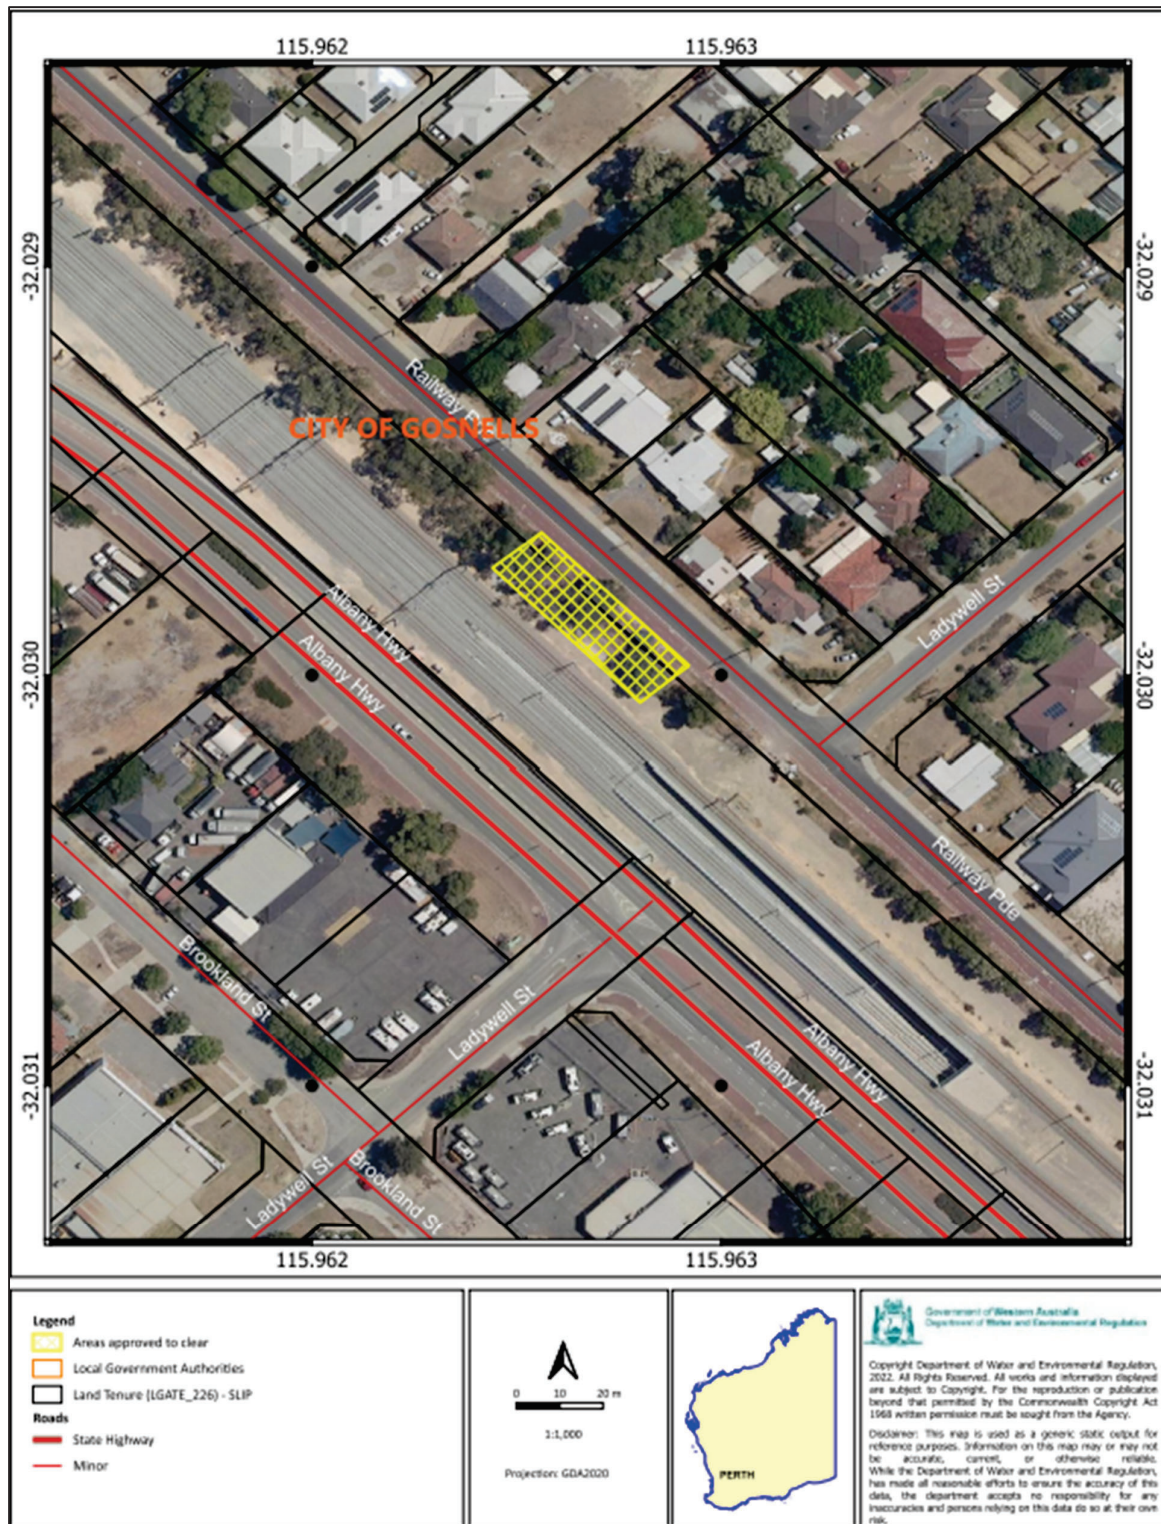 115.962
115.963
-32.029
-32.029
Railway P
CITY OF GOSNELLS
Ladywell St
-32.030
-32.030
Albany Hwy
Albany Hwy
Railway Pde
Brookland St
Ladywell St
Albany Hwy
Albany Hwy
-32.031
-32.031
Ladywell St
Brookland St
115.962
115.963
Legend
Areas approved to clear
Local Government Authorities
Land Tenure (LGATE_226) - SLIP
Roads
State Highway
Minor
0 10 20 m
1:1,000
Projection: GDA2020
PERTH
Government of Western Australia
Department of Water and Environmental Regulation
Copyright Department of Water and Environmental Regulation,
2022. All Rights Reserved. All works and information displayed
are subject to Copyright. For the reproduction or publication
beyond that permitted by the Commonwealth Copyright Act
1968 written permission must be sought from the Agency.
Disclaimer: This map is used as a generic static output for
reference purposes. Information on this map may or may not
be accurate, current, or otherwise reliable.
While the Department of Water and Environmental Regulation,
has made all reasonable efforts to ensure the accuracy of this
data, the department accepts no responsibility for any
inaccuracies and persons relying on this data do so at their own
risk.